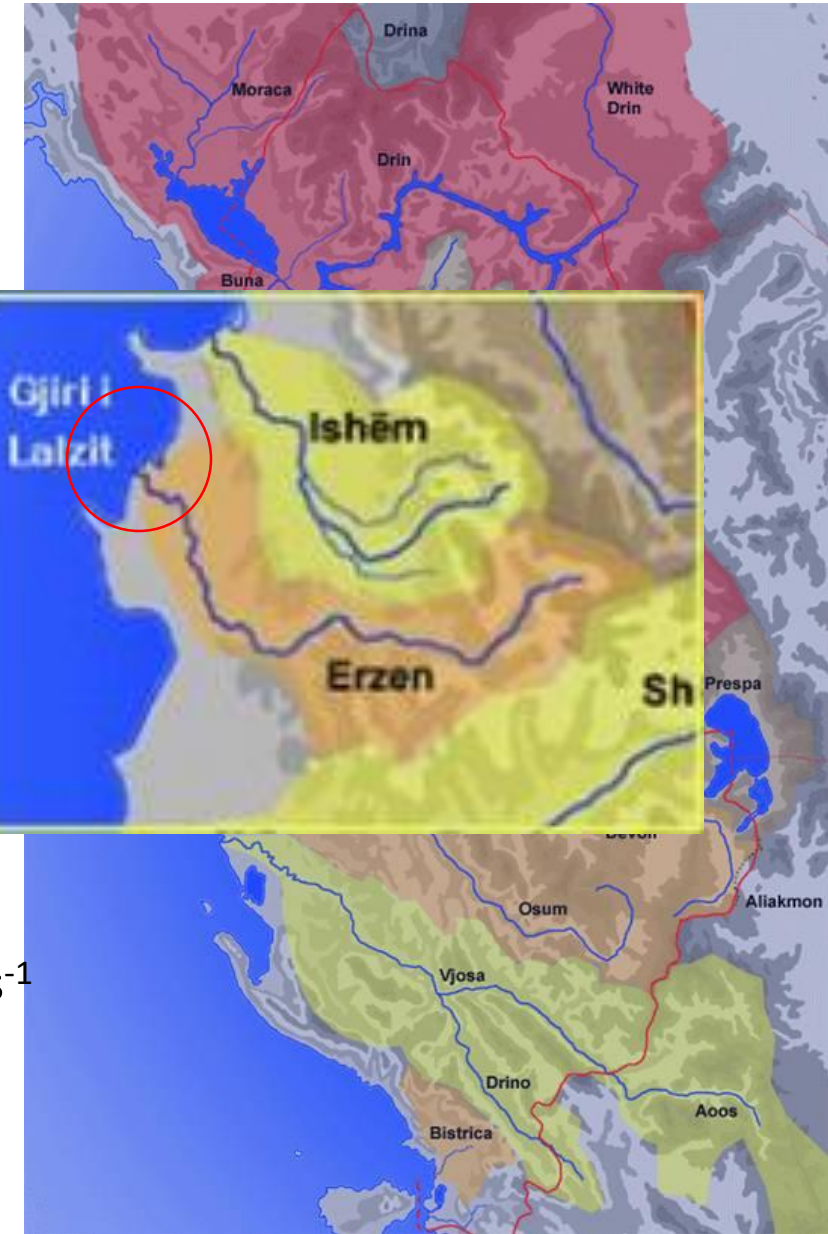 Drina
Moraca
White
Drin
Drin
Buna
Gjiri i
Lalzit
Ishëm
Erzen
Sh
Prespa
Devoll
Osum
Aliakmon
-1
Vjosa
Drino
Aoos
Bistrica